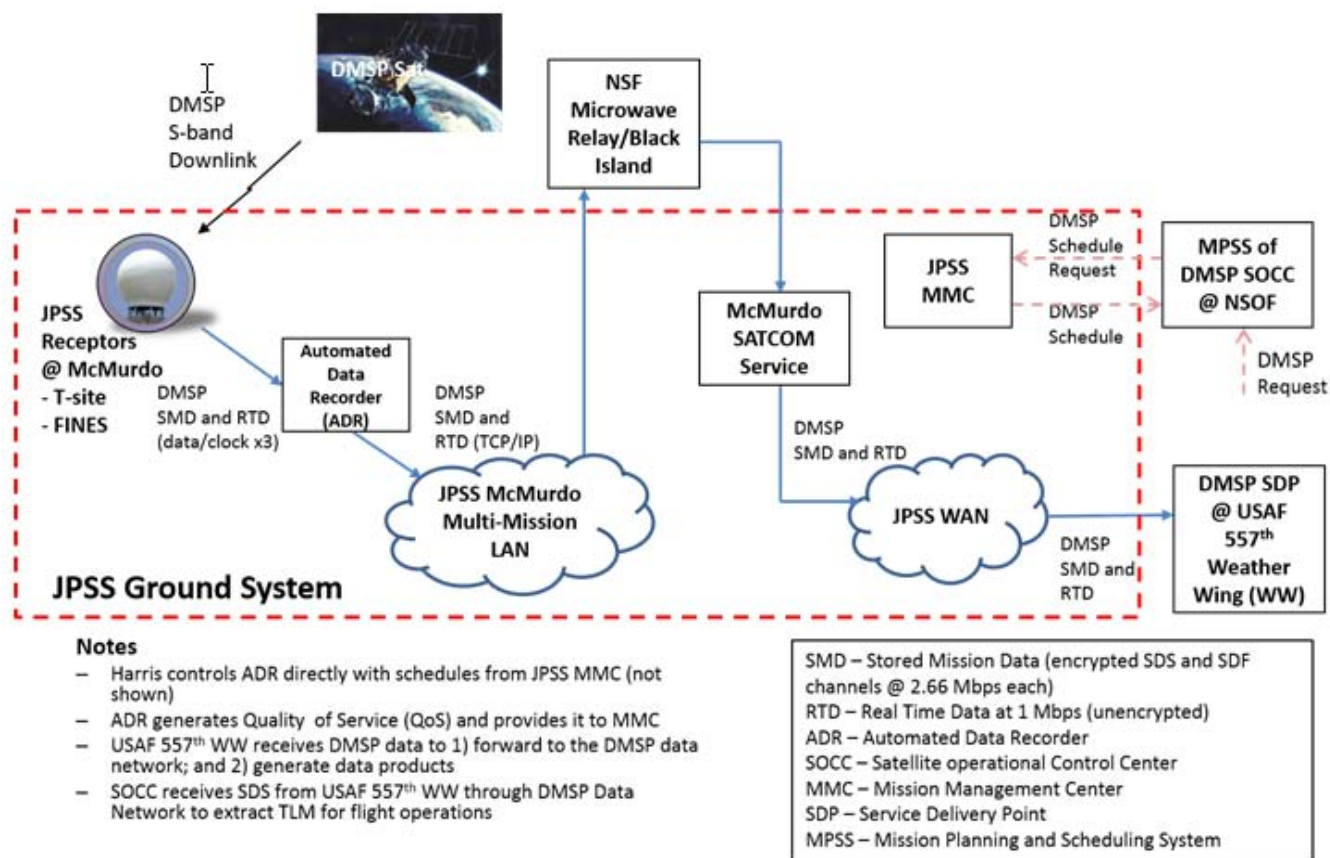 DMSP Sat
DMSP
S-band
Downlink
NSF
Microwave
Relay/Black
Island
JPSS
Receptors
@ McMurdo
- T-site
- FINES
DMSP
SMD and RTD
(data/clock x3)
Automated
Data
Recorder
(ADR)
DMSP
SMD and
RTD (TCP/IP)
JPSS McMurdo
Multi-Mission
LAN
McMurdo
SATCOM
Service
DMSP
SMD and RTD
JPSS WAN
DMSP
SMD and
RTD
JPSS
MMC
DMSP
Schedule
Request
DMSP
Schedule
MPSS of
DMSP SOCC
@ NSOF
DMSP
Request
DMSP SDP
@ USAF
557th
Weather
Wing (WW)
JPSS Ground System
Notes
– Harris controls ADR directly with schedules from JPSS MMC (not
shown)
– ADR generates Quality of Service (QoS) and provides it to MMC
– USAF 557th WW receives DMSP data to 1) forward to the DMSP data
network; and 2) generate data products
– SOCC receives SDS from USAF 557th WW through DMSP Data
Network to extract TLM for flight operations
SMD – Stored Mission Data (encrypted SDS and SDF
channels @ 2.66 Mbps each)
RTD – Real Time Data at 1 Mbps (unencrypted)
ADR – Automated Data Recorder
SOCC – Satellite operational Control Center
MMC – Mission Management Center
SDP – Service Delivery Point
MPSS – Mission Planning and Scheduling System